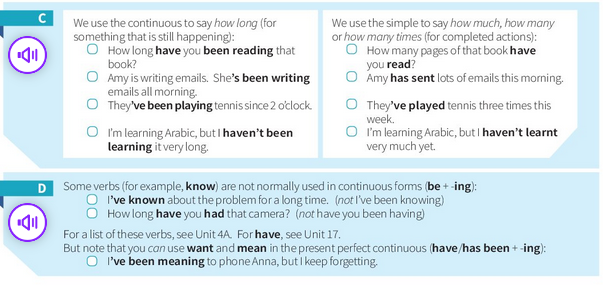 C
We use the continuous to say how long (for
something that is still happening):
How long have you been reading that
book?
Amy is writing emails. She's been writing
emails all morning.
They've been playing tennis since 2 o'clock.
I'm learning Arabic, but I haven't been
learning it very long.
We use the simple to say how much, how many
or how many times (for completed actions):
How many pages of that book have
you read?
Amy has sent lots of emails this morning.
They've played tennis three times this
week.
I'm learning Arabic, but I haven't learnt
very much yet.
D
Some verbs (for example, know) are not normally used in continuous forms (be + -ing):
I've known about the problem for a long time. (not I've been knowing)
How long have you had that camera? (not have you been having)
For a list of these verbs, see Unit 4A. For have, see Unit 17.
But note that you can use want and mean in the present perfect continuous (have/has been + -ing):
I've been meaning to phone Anna, but I keep forgetting.